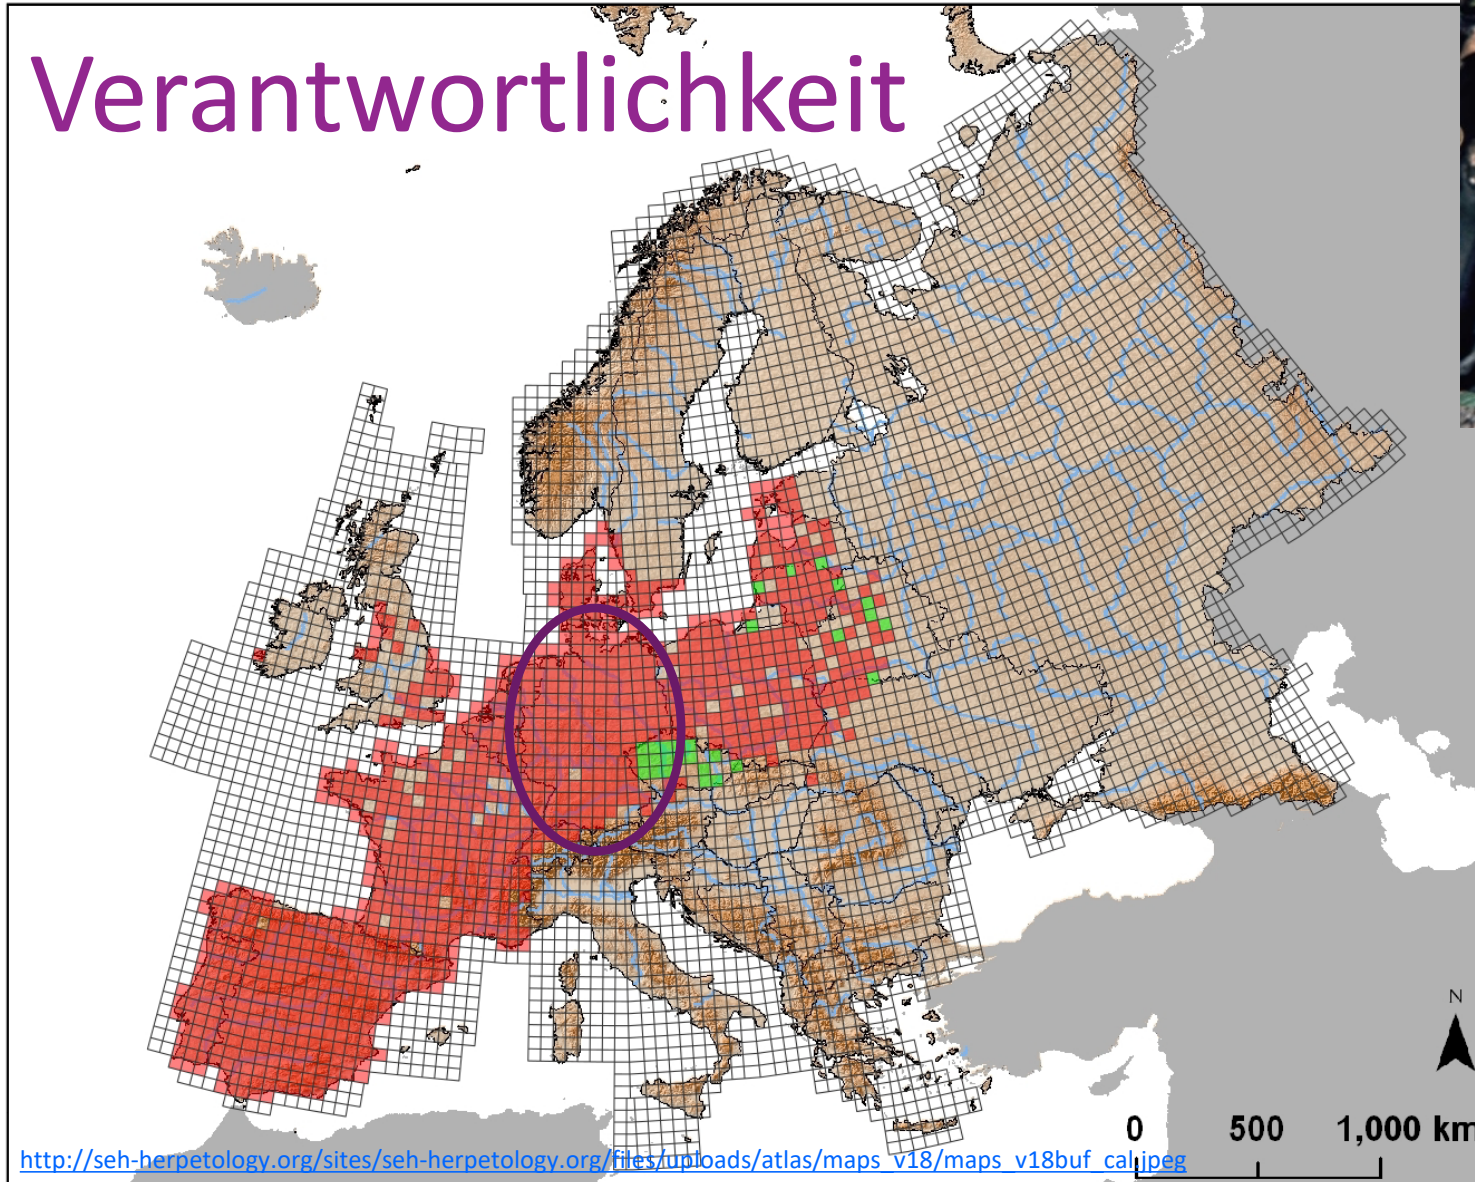 Verantwortlichkeit
N
0 500 1,000 km
http://seh-herpetology.org/sites/seh-herpetology.org/files/uploads/atlas/maps_v18/maps_v18buf_cal.jpeg